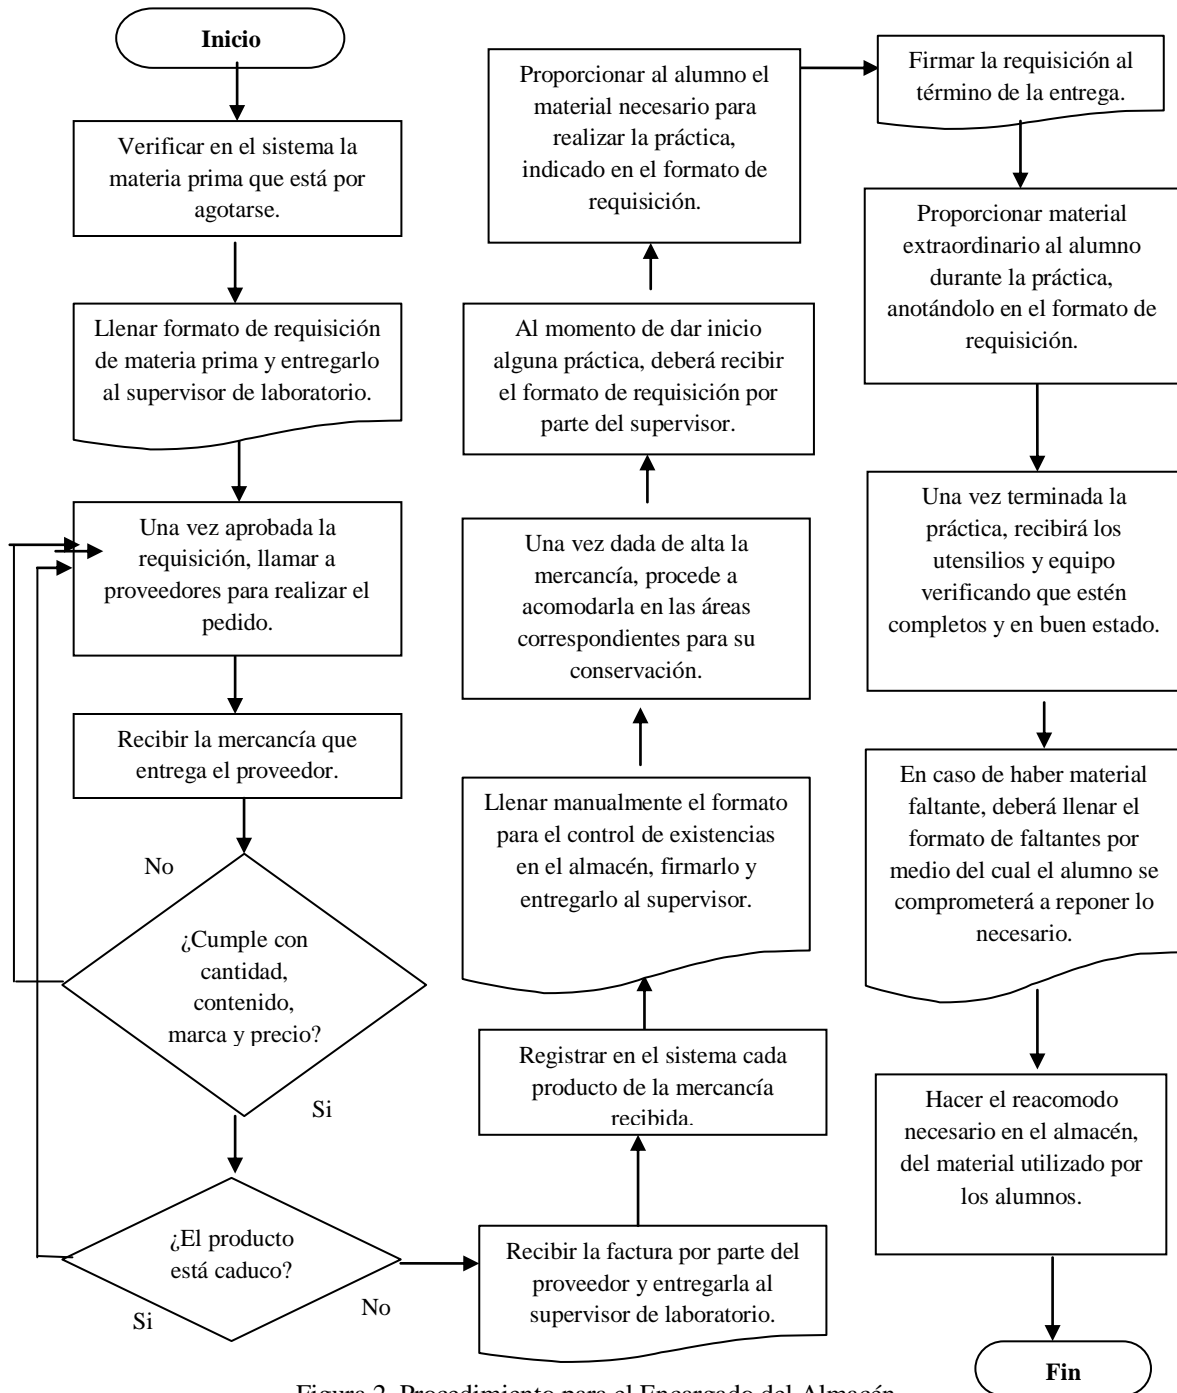 Inicio
Verificar en el sistema la
materia prima que está por
agotarse.
Llenar formato de requisición
de materia prima y entregarlo
al supervisor de laboratorio.
Una vez aprobada la
requisición, llamar a
proveedores para realizar el
pedido.
Recibir la mercancía que
entrega el proveedor.
No
¿Cumple con
cantidad,
contenido,
marca y precio?
Si
¿El producto
está caduco?
Si
No
Recibir la factura por parte del
proveedor y entregarla al
supervisor de laboratorio.
Registrar en el sistema cada
producto de la mercancía
recibida.
Llenar manualmente el formato
para el control de existencias
en el almacén, firmarlo y
entregarlo al supervisor.
Una vez dada de alta la
mercancía, procede a
acomodarla en las áreas
correspondientes para su
conservación.
Al momento de dar inicio
alguna práctica, deberá recibir
el formato de requisición por
parte del supervisor.
Proporcionar al alumno el
material necesario para
realizar la práctica,
indicado en el formato de
requisición.
Firmar la requisición al
término de la entrega.
Proporcionar material
extraordinario al alumno
durante la práctica,
anotándolo en el formato de
requisición.
Una vez terminada la
práctica, recibirá los
utensilios y equipo
verificando que estén
completos y en buen estado.
En caso de haber material
faltante, deberá llenar el
formato de faltantes por
medio del cual el alumno se
comprometerá a reponer lo
necesario.
Hacer el reacomodo
necesario en el almacén,
del material utilizado por
los alumnos.
Fin
Figura 2. Procedimiento para el Encargado del Almacén